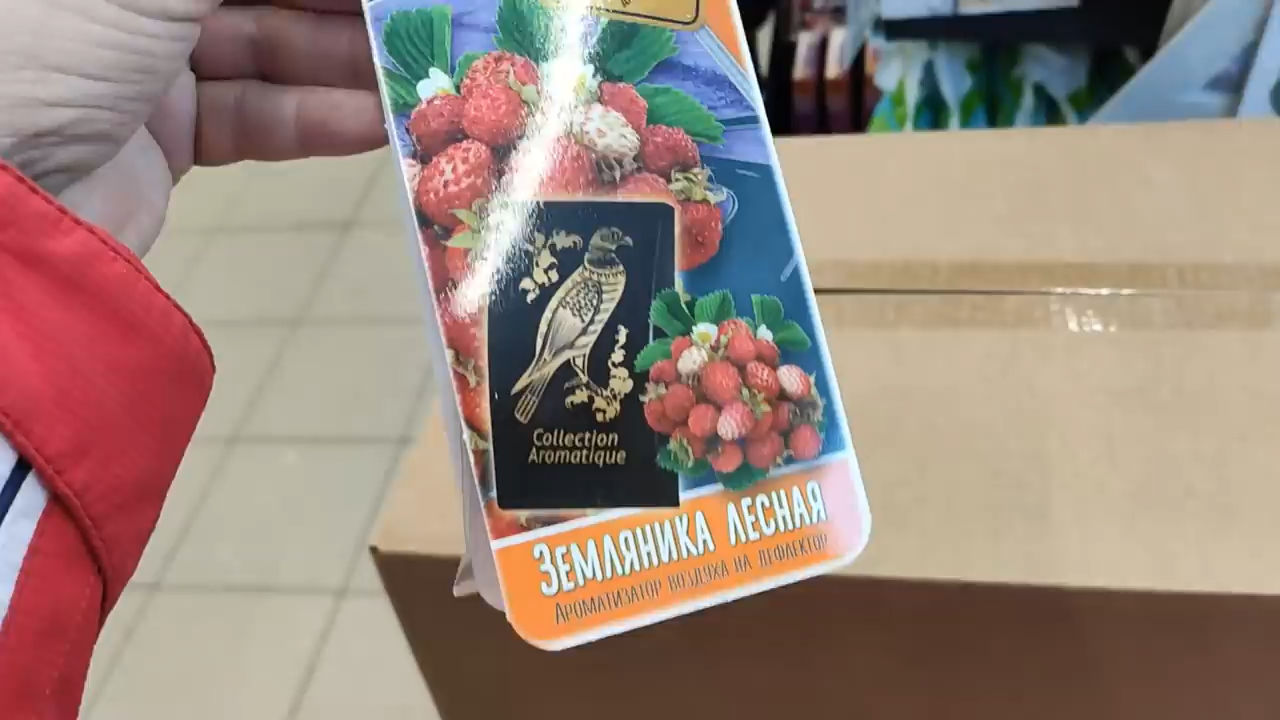 Collection
Aromatique
Земляника лесная
Ароматизатор воздуха на дефлектор